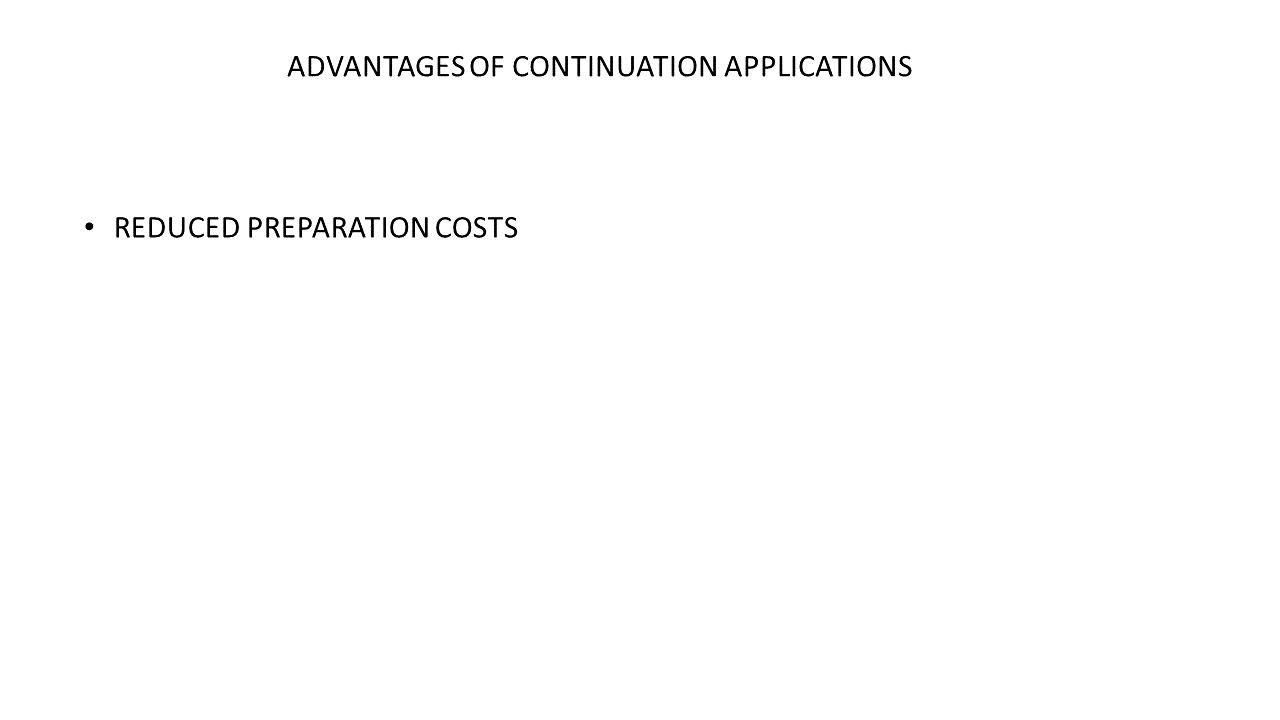 ADVANTAGES OF CONTINUATION APPLICATIONS
• REDUCED PREPARATION COSTS